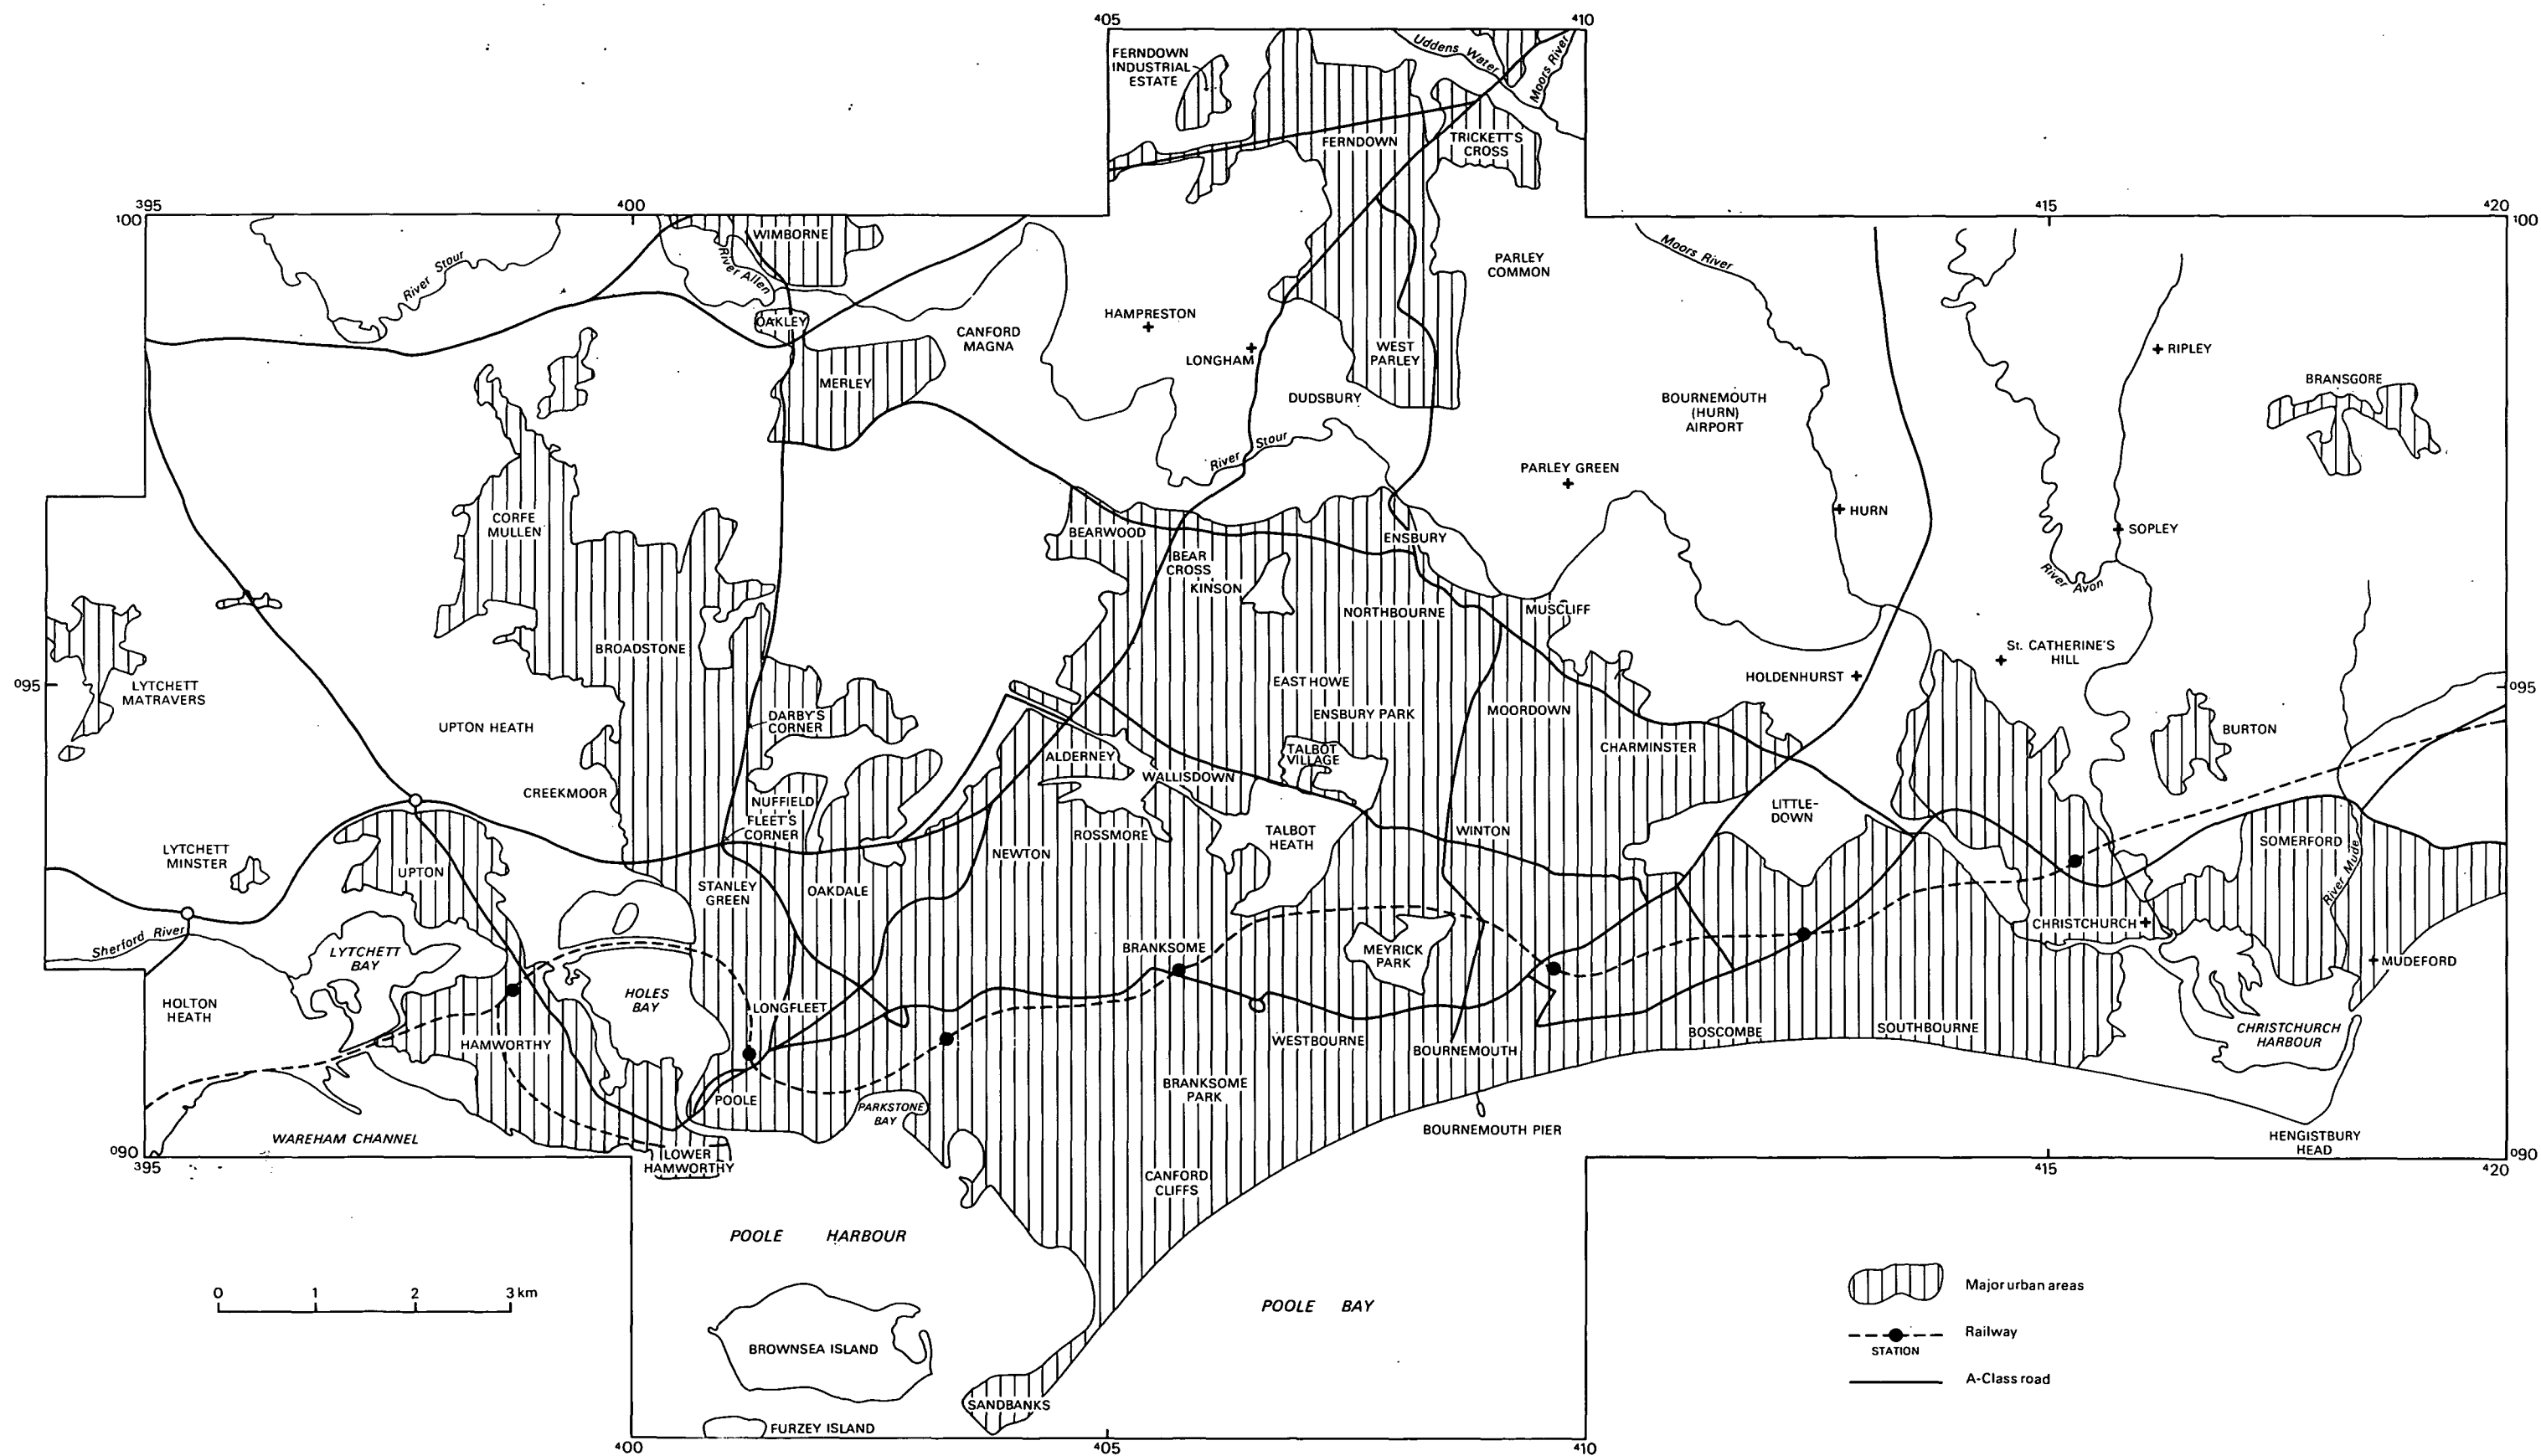 ⁴05
⁴10
FERNDOWN
INDUSTRIAL
ESTATE
Uddens Water
Moors River
FERNDOWN
TRICKETT'S
CROSS
³95
⁴00
⁴15
⁴20
¹00
¹00
WIMBORNE
River Allen
River Stour
PARLEY
COMMON
Moors River
OAKLEY
CANFORD
MAGNA
HAMPRESTON
LONGHAM
WEST
PARLEY
MERLEY
DUDSBURY
BOURNEMOUTH
(HURN)
AIRPORT
RIPLEY
BRANSGORE
River Stour
PARLEY GREEN
HURN
SOPLEY
CORFE
MULLEN
BEARWOOD
BEAR
CROSS
KINSON
ENSBURY
River Avon
NORTHBOURNE
MUSCLIFF
BROADSTONE
St. CATHERINE'S
HILL
HOLDENHURST
⁰95
⁰95
LYTCHETT
MATRAVERS
EAST HOWE
ENSBURY PARK
MOORDOWN
UPTON HEATH
DARBY'S
CORNER
BURTON
ALDERNEY
TALBOT
VILLAGE
CHARMINSTER
WALLISDOWN
CREEKMOOR
NUFFIELD
FLEET'S
CORNER
ROSSMORE
TALBOT
HEATH
WINTON
LITTLE-
DOWN
SOMERFORD
LYTCHETT
MINSTER
UPTON
NEWTON
STANLEY
GREEN
OAKDALE
River Mude
CHRISTCHURCH
Sherford River
LYTCHETT
BAY
BRANKSOME
MEYRICK
PARK
MUDEFORD
HOLTON
HEATH
HOLES
BAY
LONGFLEET
HAMWORTHY
WESTBOURNE
BOURNEMOUTH
BOSCOMBE
SOUTHBOURNE
CHRISTCHURCH
HARBOUR
POOLE
PARKSTONE
BAY
BRANKSOME
PARK
BOURNEMOUTH PIER
WAREHAM CHANNEL
HENGISTBURY
HEAD
⁰90
³95
LOWER
HAMWORTHY
CANFORD
CLIFFS
⁴15
⁰90
⁴20
POOLE HARBOUR
0 1 2 3 km
POOLE BAY
BROWNSEA ISLAND
SANDBANKS
FURZEY ISLAND
⁴00
⁴05
⁴10
Major urban areas
Railway
STATION
A-Class road